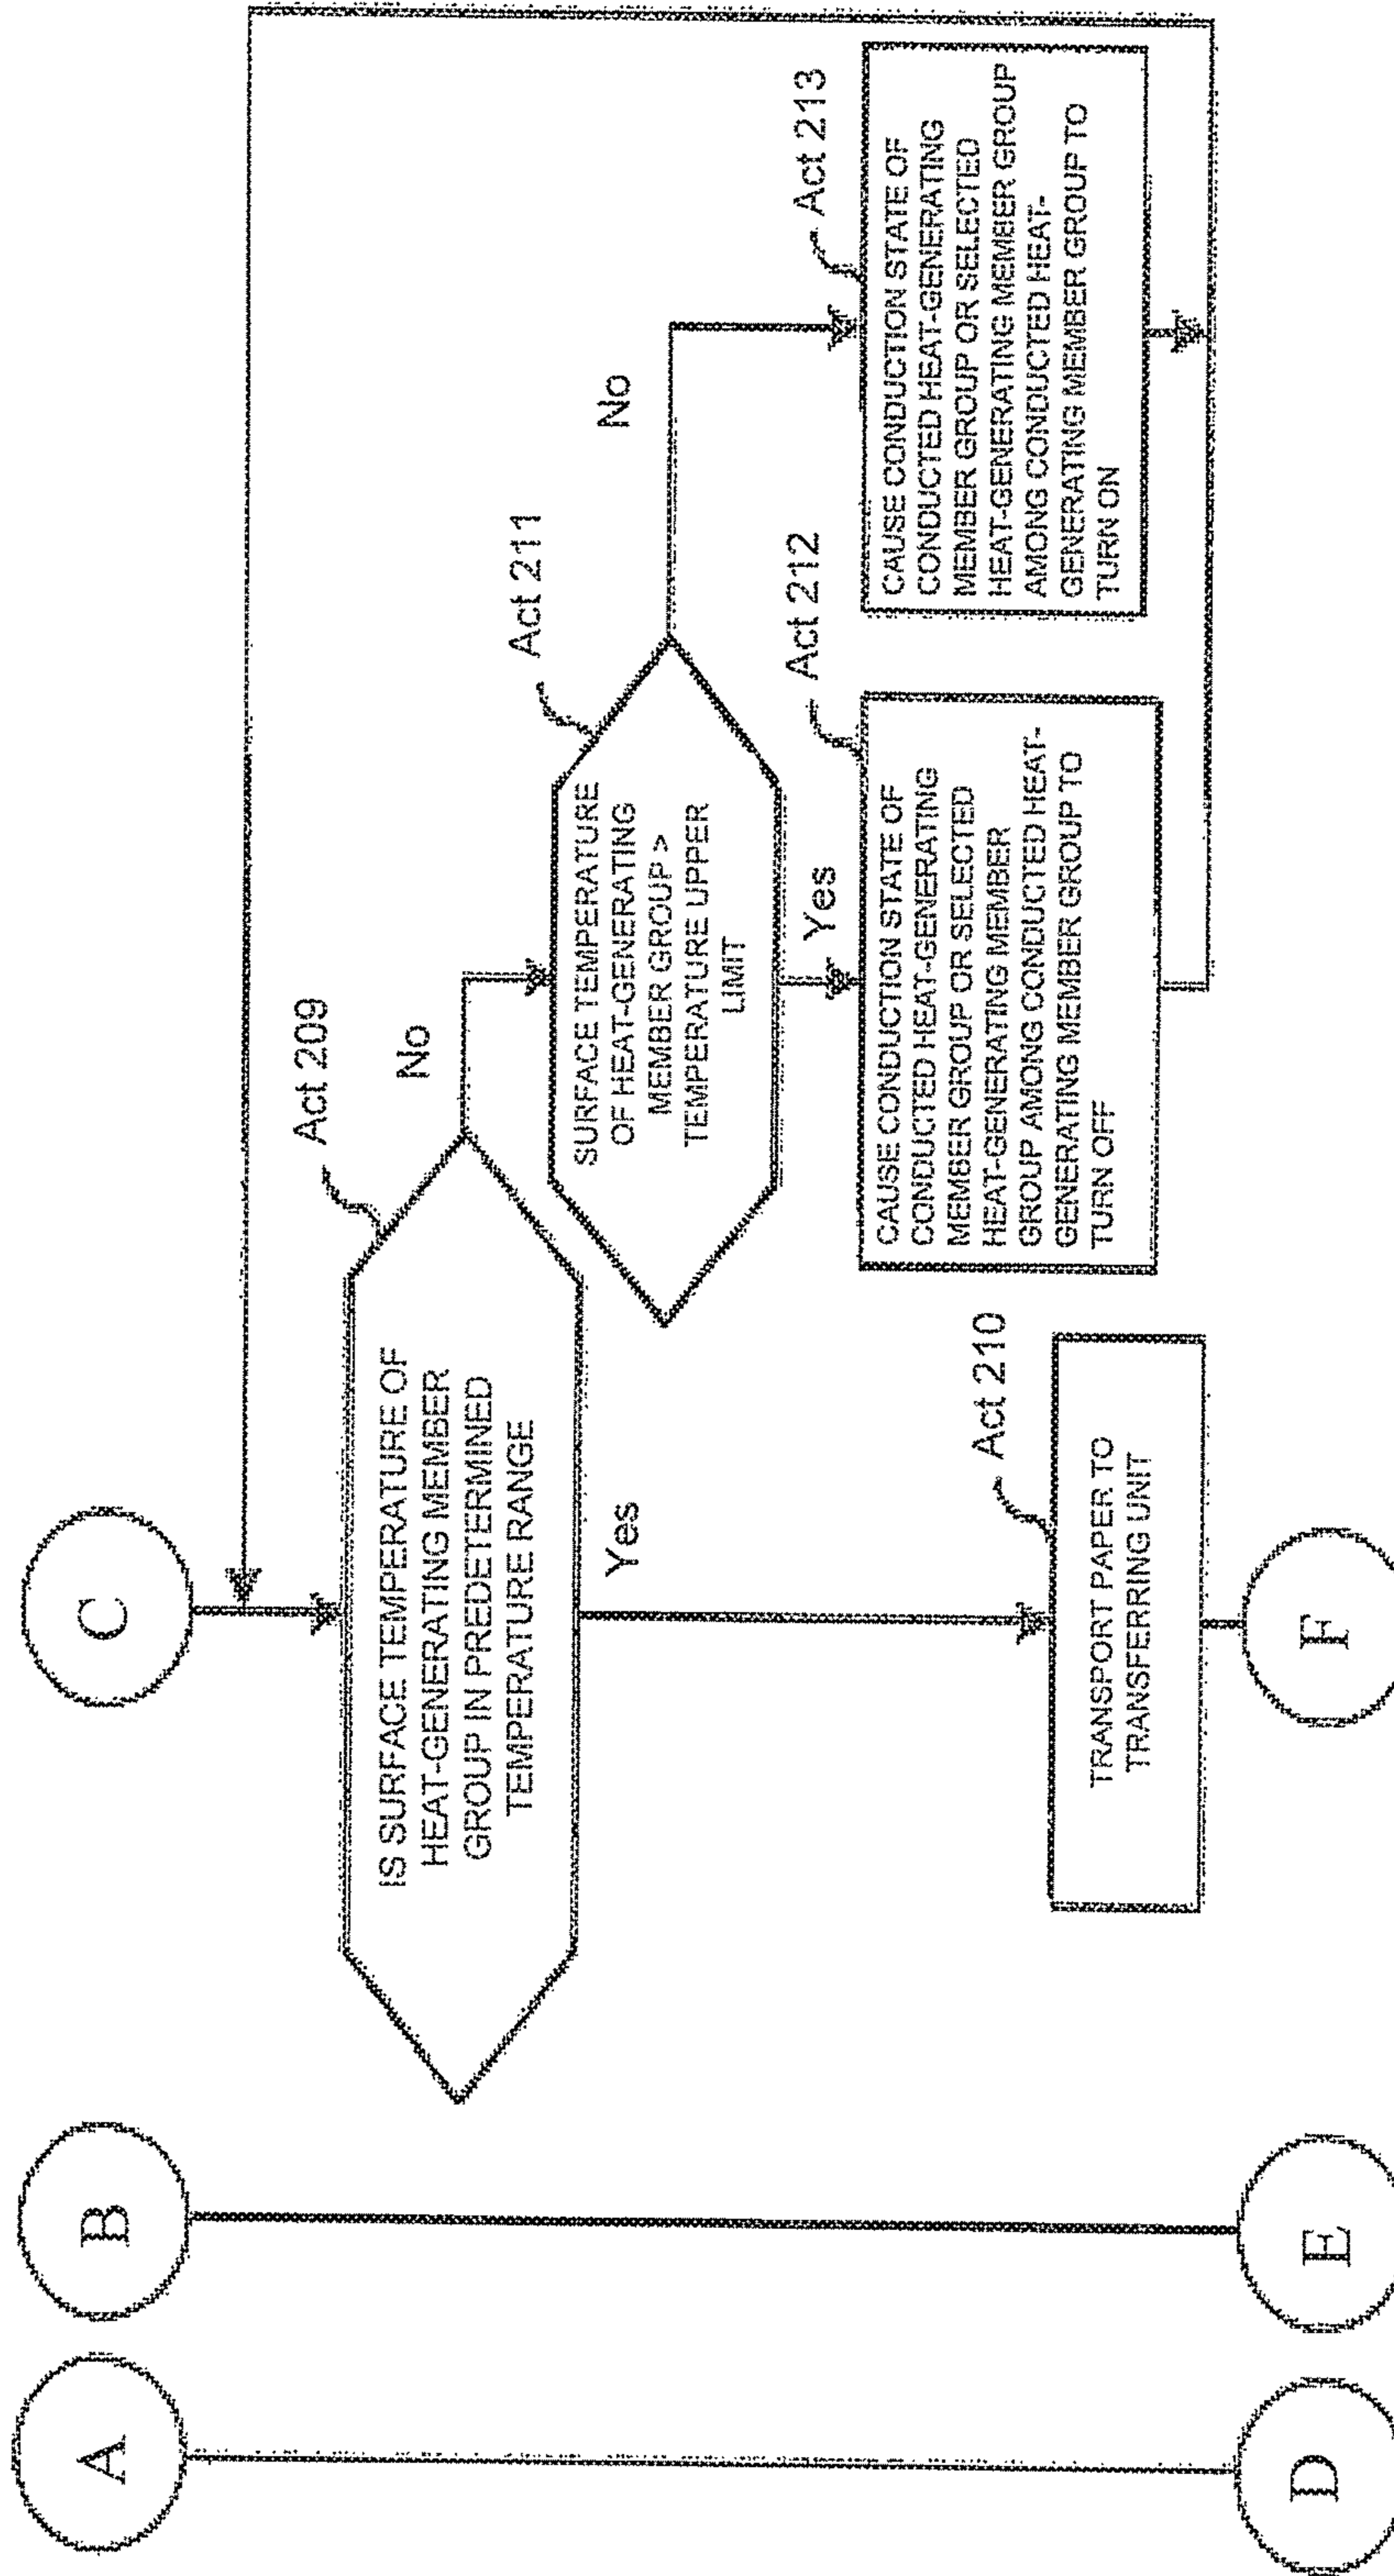 A
B
C
Act 209
IS SURFACE TEMPERATURE OF
HEAT-GENERATING MEMBER
GROUP IN PREDETERMINED
TEMPERATURE RANGE
No
Yes
Act 211
SURFACE TEMPERATURE
OF HEAT-GENERATING
MEMBER GROUP >
TEMPERATURE UPPER
LIMIT
No
Yes
Act 210
TRANSPORT PAPER TO
TRANSFERRING UNIT
Act 212
CAUSE CONDUCTION STATE OF
CONDUCTED HEAT-GENERATING
MEMBER GROUP OR SELECTED
HEAT-GENERATING MEMBER
GROUP AMONG CONDUCTED HEAT-
GENERATING MEMBER GROUP TO
TURN OFF
Act 213
CAUSE CONDUCTION STATE OF
CONDUCTED HEAT-GENERATING
MEMBER GROUP OR SELECTED
HEAT-GENERATING MEMBER GROUP
AMONG CONDUCTED HEAT-
GENERATING MEMBER GROUP TO
TURN ON
D
E
F